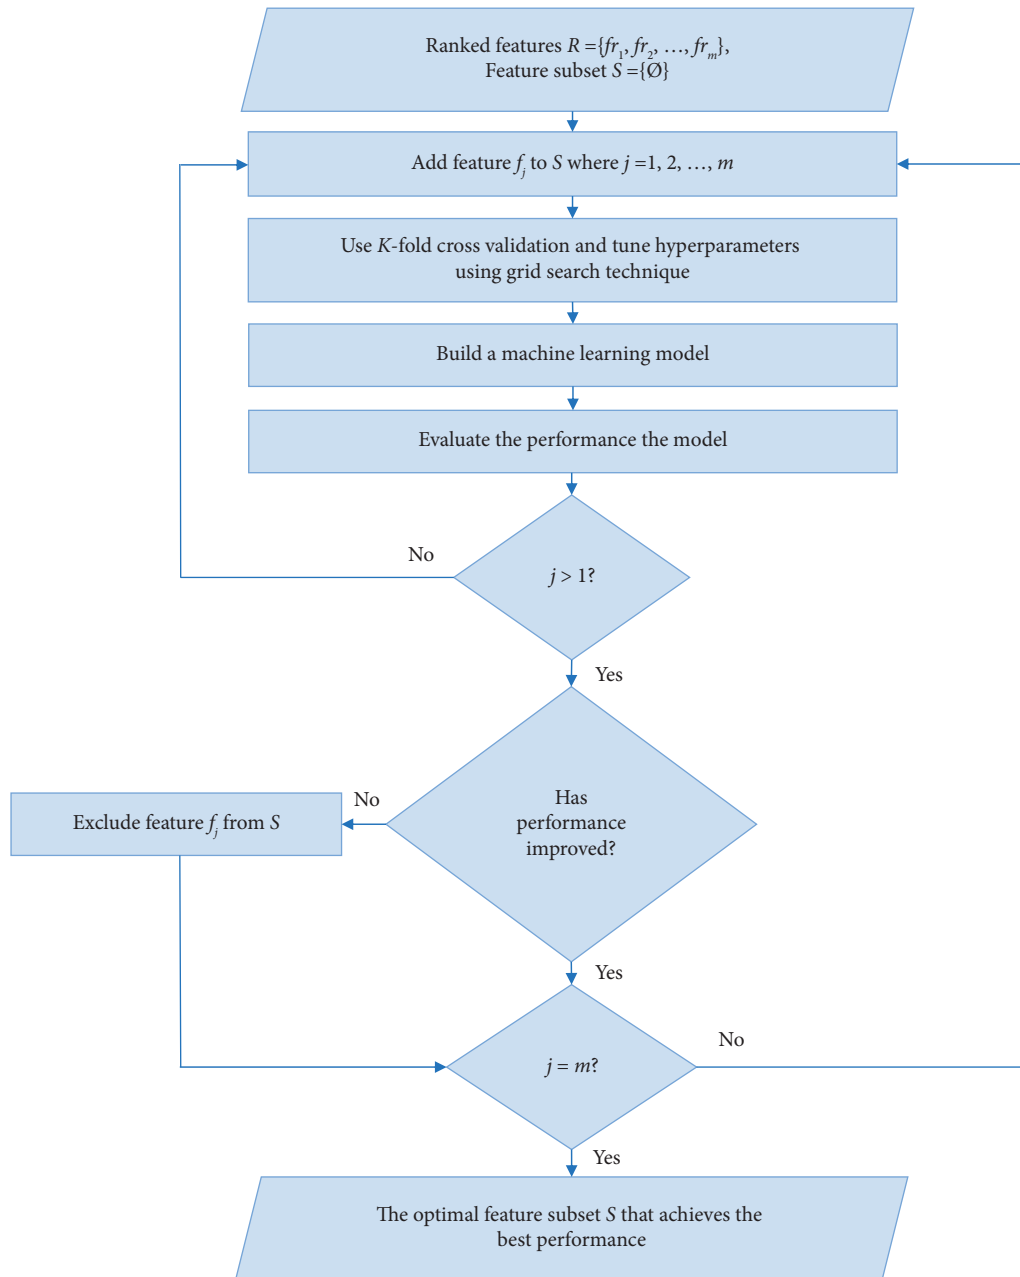 Ranked features R ={fr₁, fr₂, …, frₘ},
Feature subset S ={Ø}
Add feature fⱼ to S where j =1, 2, …, m
Use K-fold cross validation and tune hyperparameters
using grid search technique
Build a machine learning model
Evaluate the performance the model
No
j > 1?
Yes
Has
performance
improved?
No
Exclude feature fⱼ from S
Yes
j = m?
No
Yes
The optimal feature subset S that achieves the
best performance